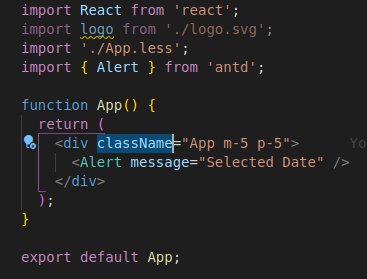 import React from 'react';
import logo from './logo.svg';
import './App.less';
import { Alert } from 'antd';
function App() {
return (
<div className="App m-5 p-5">
<Alert message="Selected Date" />
</div>
);
}
export default App;